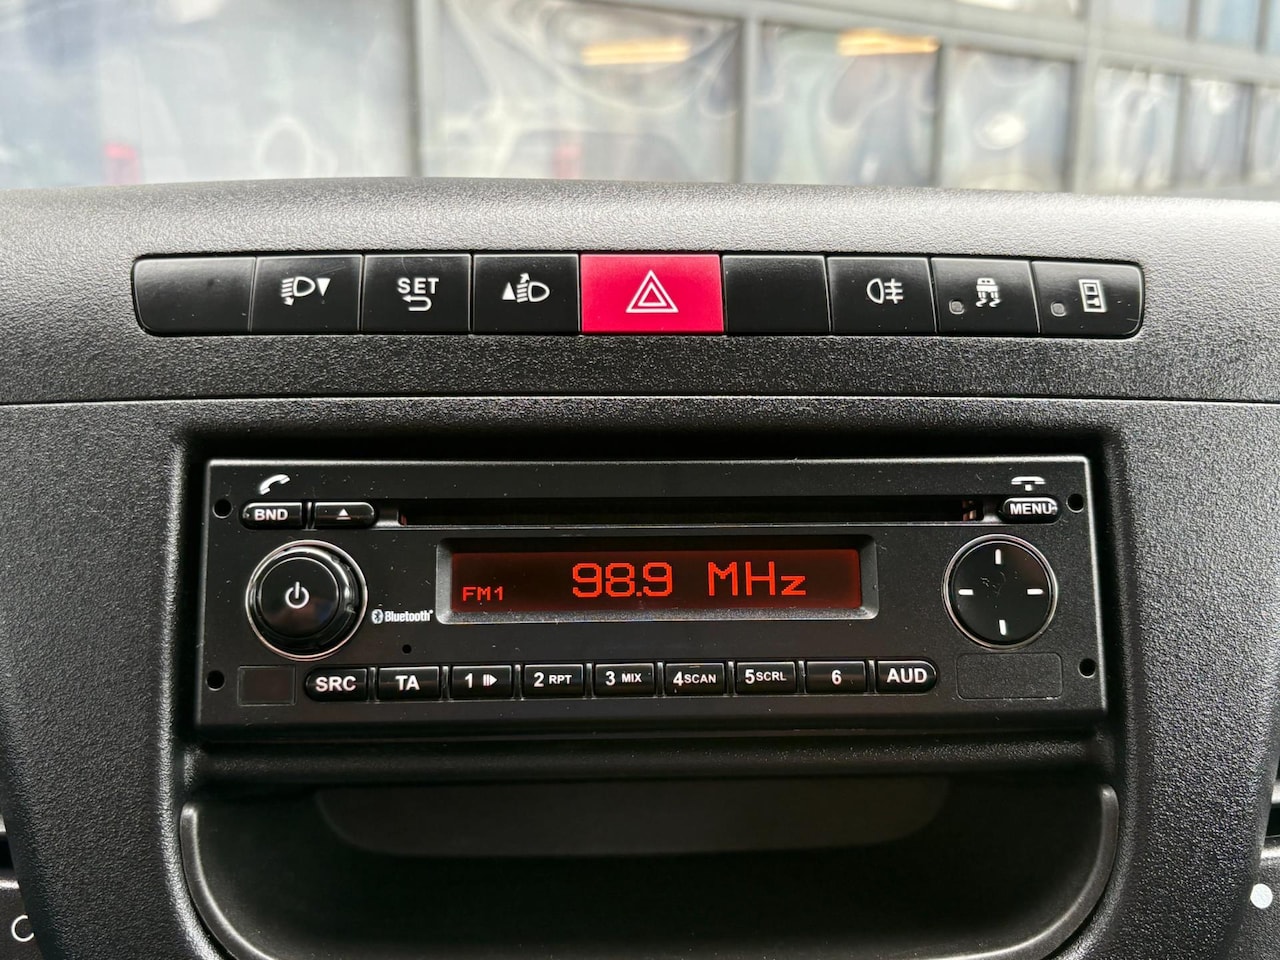 SET
BND
MENU
FM1 98.9 MHz
Bluetooth®
SRC TA 1 2 RPT 3 MIX 4SCAN 5SCRL 6 AUD